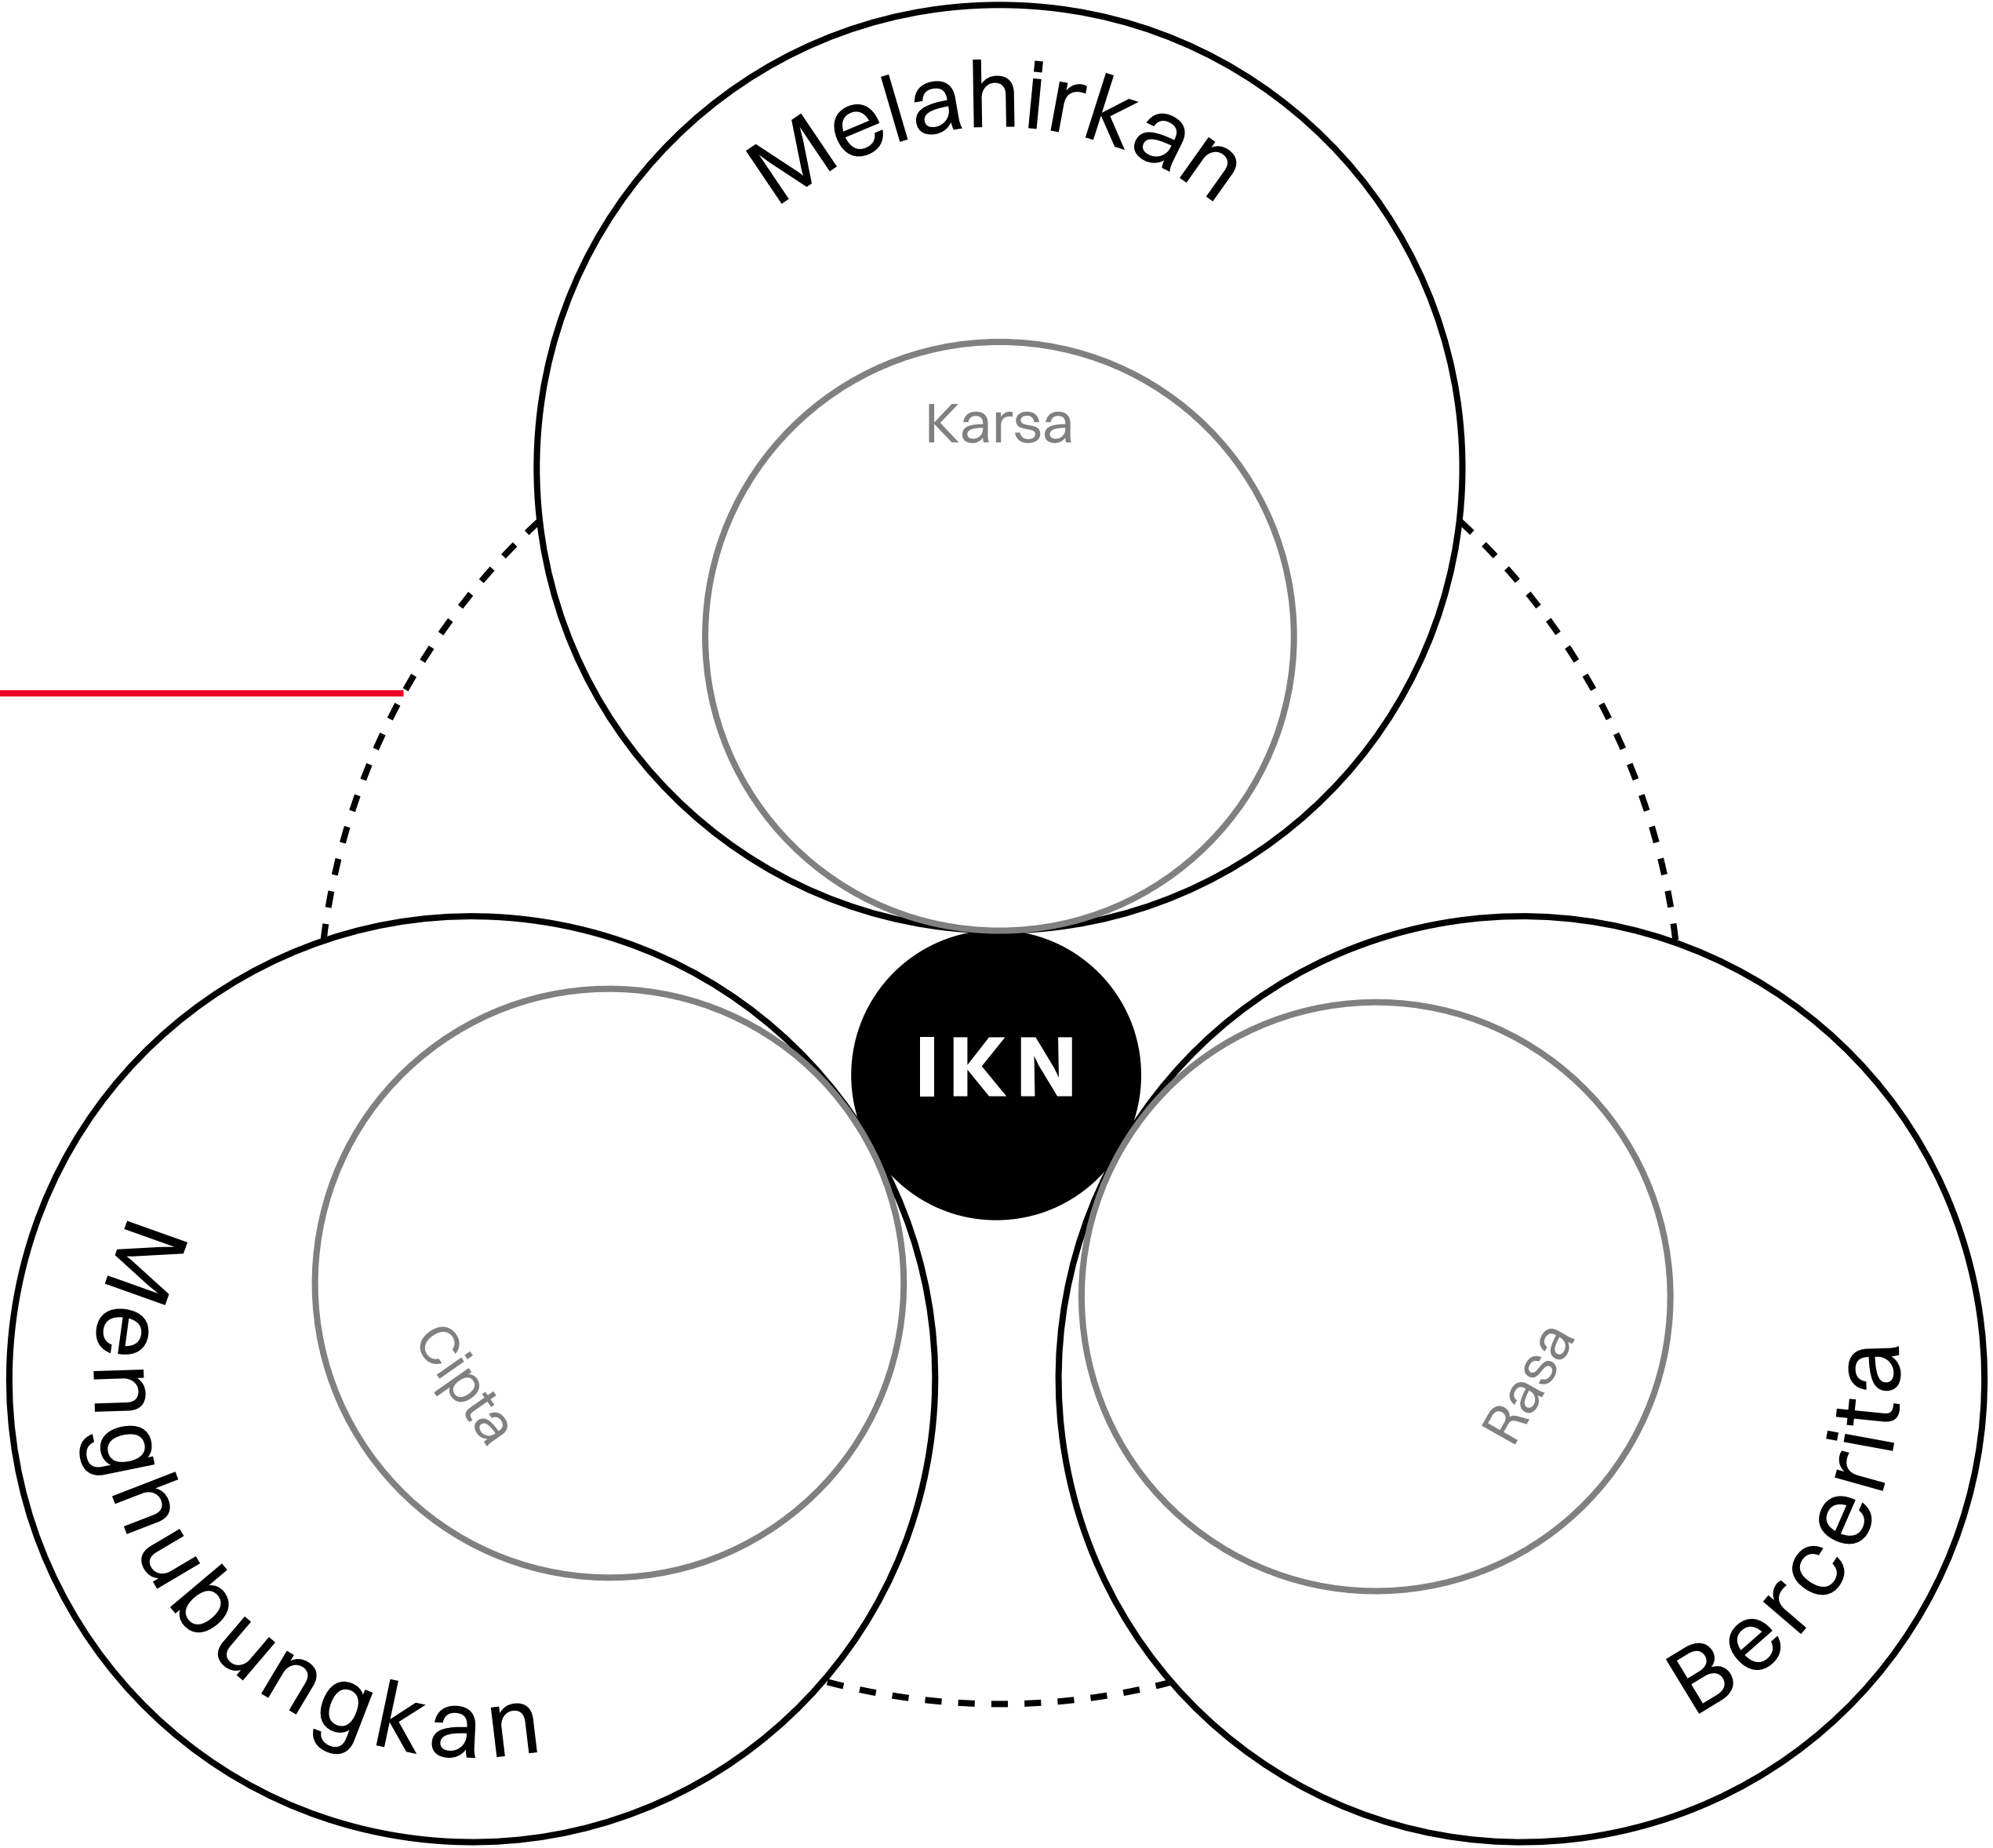 Melahirkan
Karsa
IKN
Menghubungkan
Cipta
Rasa
Bercerita